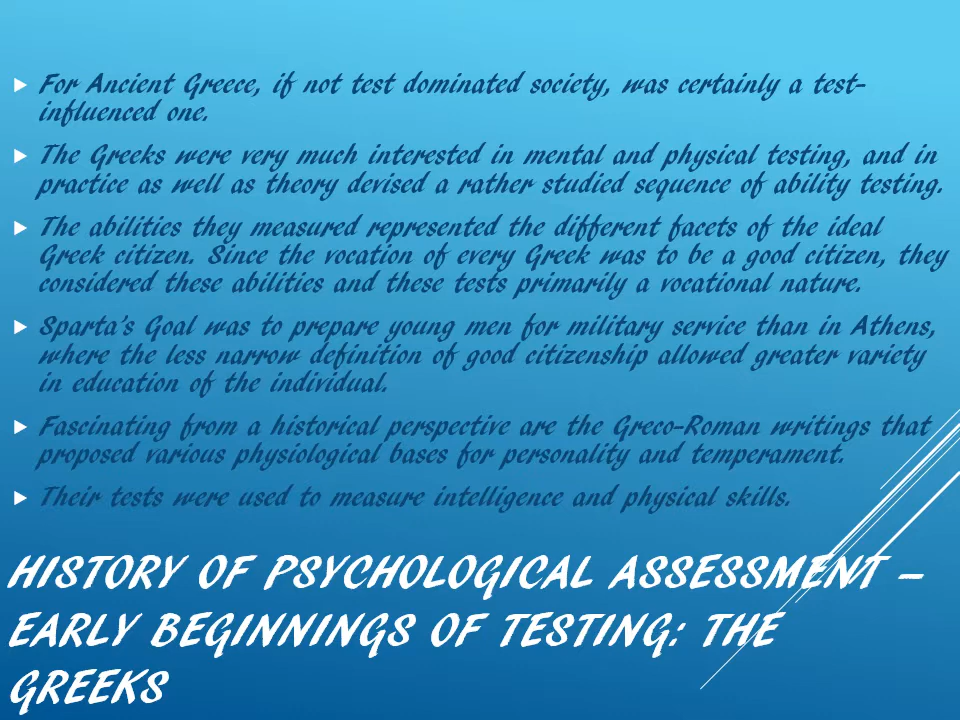 For Ancient Greece, if not test dominated society, was certainly a test-
influenced one.
The Greeks were very much interested in mental and physical testing, and in
practice as well as theory devised a rather studied sequence of ability testing.
The abilities they measured represented the different facets of the ideal
Greek citizen. Since the vocation of every Greek was to be a good citizen, they
considered these abilities and these tests primarily a vocational nature.
Sparta's Goal was to prepare young men for military service than in Athens,
where the less narrow definition of good citizenship allowed greater variety
in education of the individual.
Fascinating from a historical perspective are the Greco-Roman writings that
proposed various physiological bases for personality and temperament.
Their tests were used to measure intelligence and physical skills.
HISTORY OF PSYCHOLOGICAL ASSESSMENT –
EARLY BEGINNINGS OF TESTING: THE
GREEKS